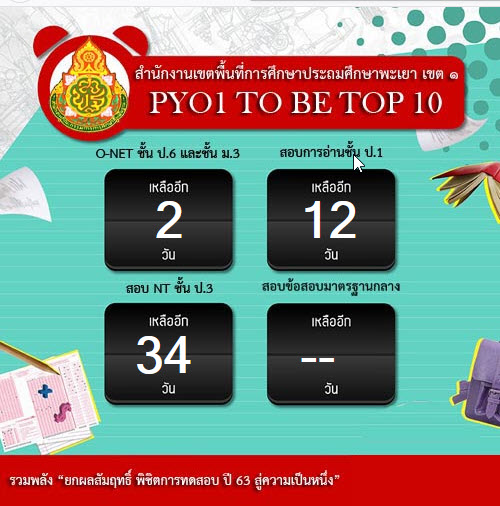 สำนักงานเขตพื้นที่การศึกษาประถมศึกษาพะเยา เขต ๑
PYO1 TO BE TOP 10
O-NET ชั้น ป.6 และชั้น ม.3
สอบการอ่านชั้น ป.1
เหลืออีก
2
วัน
เหลืออีก
12
วัน
สอบ NT ชั้น ป.3
สอบข้อสอบมาตรฐานกลาง
เหลืออีก
34
วัน
เหลืออีก
--
วัน
รวมพลัง “ยกผลสัมฤทธิ์ พิชิตการทดสอบ ปี 63 สู่ความเป็นหนึ่ง”